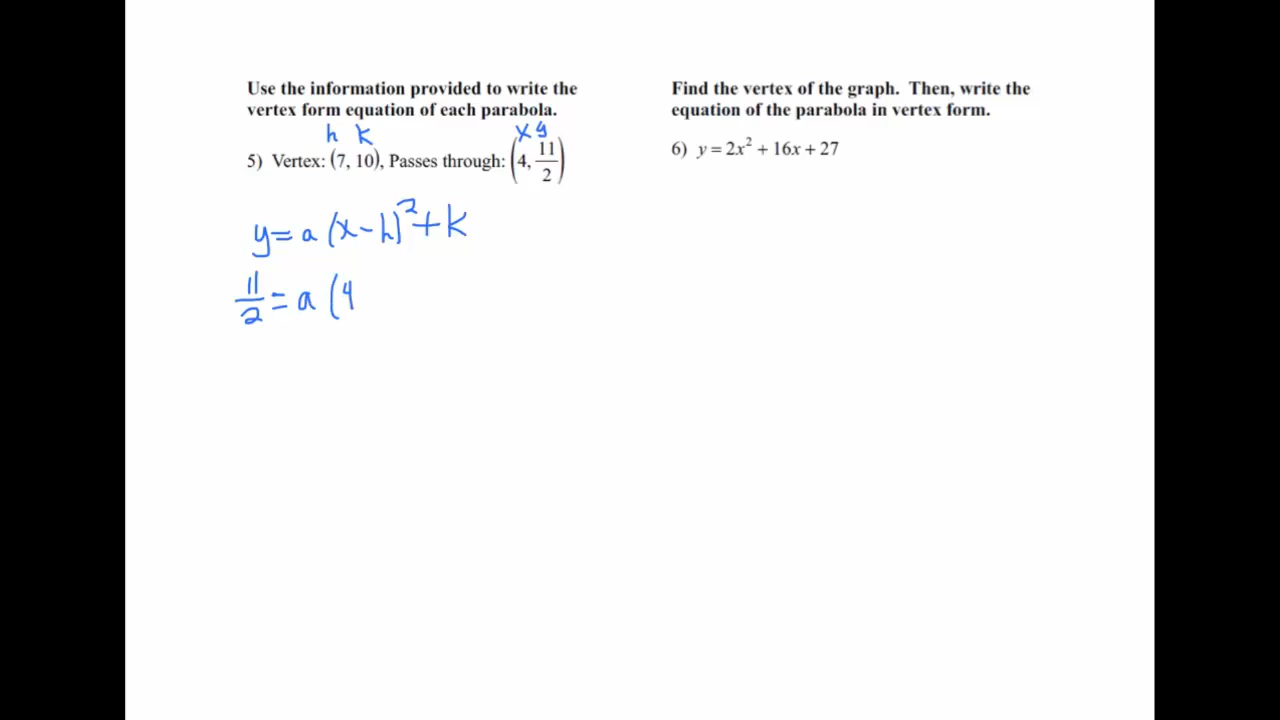 Use the information provided to write the
vertex form equation of each parabola.
h k x y
5) Vertex: (7, 10), Passes through: (4, 11/2)
y = a (x - h)² + k
11/2 = a (4
Find the vertex of the graph. Then, write the
equation of the parabola in vertex form.
6) y = 2x² + 16x + 27